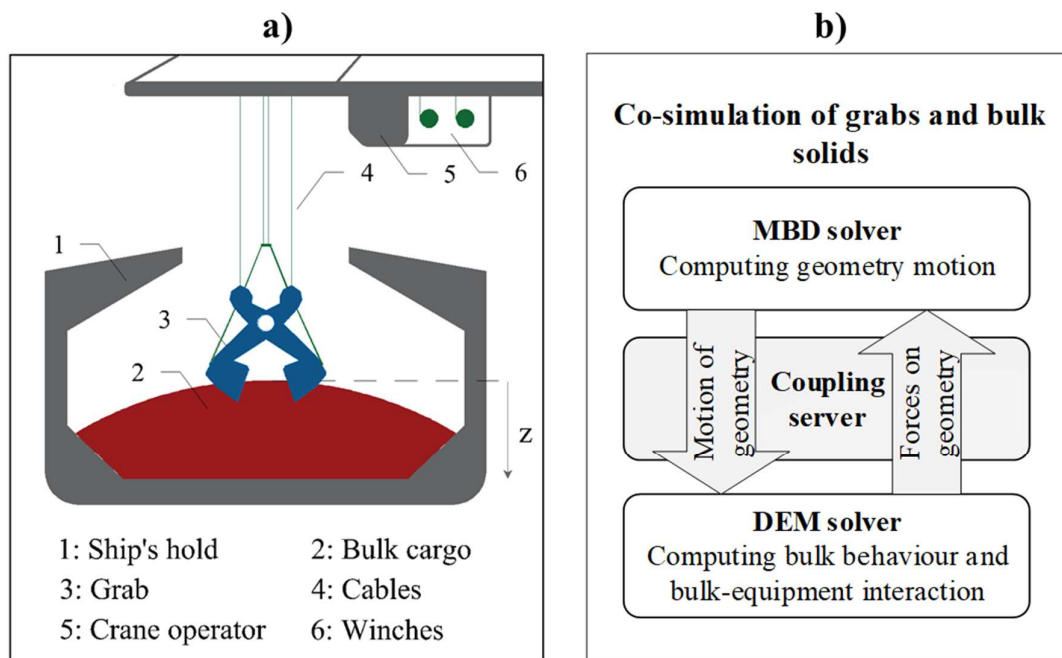 a)
1
2
3
4
5
6
z
1: Ship's hold
2: Bulk cargo
3: Grab
4: Cables
5: Crane operator
6: Winches
b)
Co-simulation of grabs and bulk
solids
MBD solver
Computing geometry motion
Motion of
geometry
Coupling
server
Forces on
geometry
DEM solver
Computing bulk behaviour and
bulk-equipment interaction